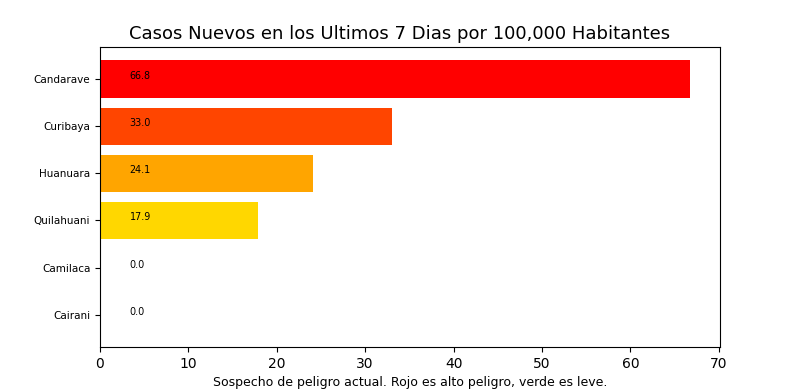 Casos Nuevos en los Ultimos 7 Dias por 100,000 Habitantes
Candarave 66.8
Curibaya 33.0
Huanuara 24.1
Quilahuani 17.9
Camilaca 0.0
Cairani 0.0
0 10 20 30 40 50 60 70
Sospecho de peligro actual. Rojo es alto peligro, verde es leve.